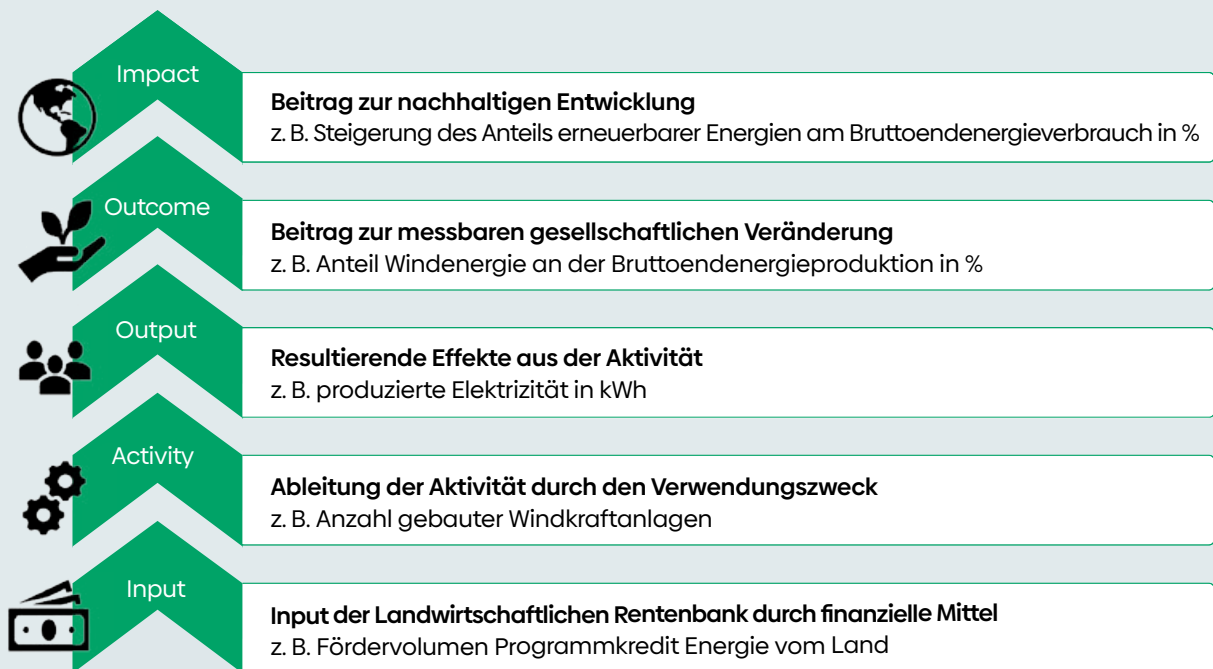 Impact
Beitrag zur nachhaltigen Entwicklung
z. B. Steigerung des Anteils erneuerbarer Energien am Bruttoendenergieverbrauch in %
Outcome
Beitrag zur messbaren gesellschaftlichen Veränderung
z. B. Anteil Windenergie an der Bruttoendenergieproduktion in %
Output
Resultierende Effekte aus der Aktivität
z. B. produzierte Elektrizität in kWh
Activity
Ableitung der Aktivität durch den Verwendungszweck
z. B. Anzahl gebauter Windkraftanlagen
Input
Input der Landwirtschaftlichen Rentenbank durch finanzielle Mittel
z. B. Fördervolumen Programmkredit Energie vom Land